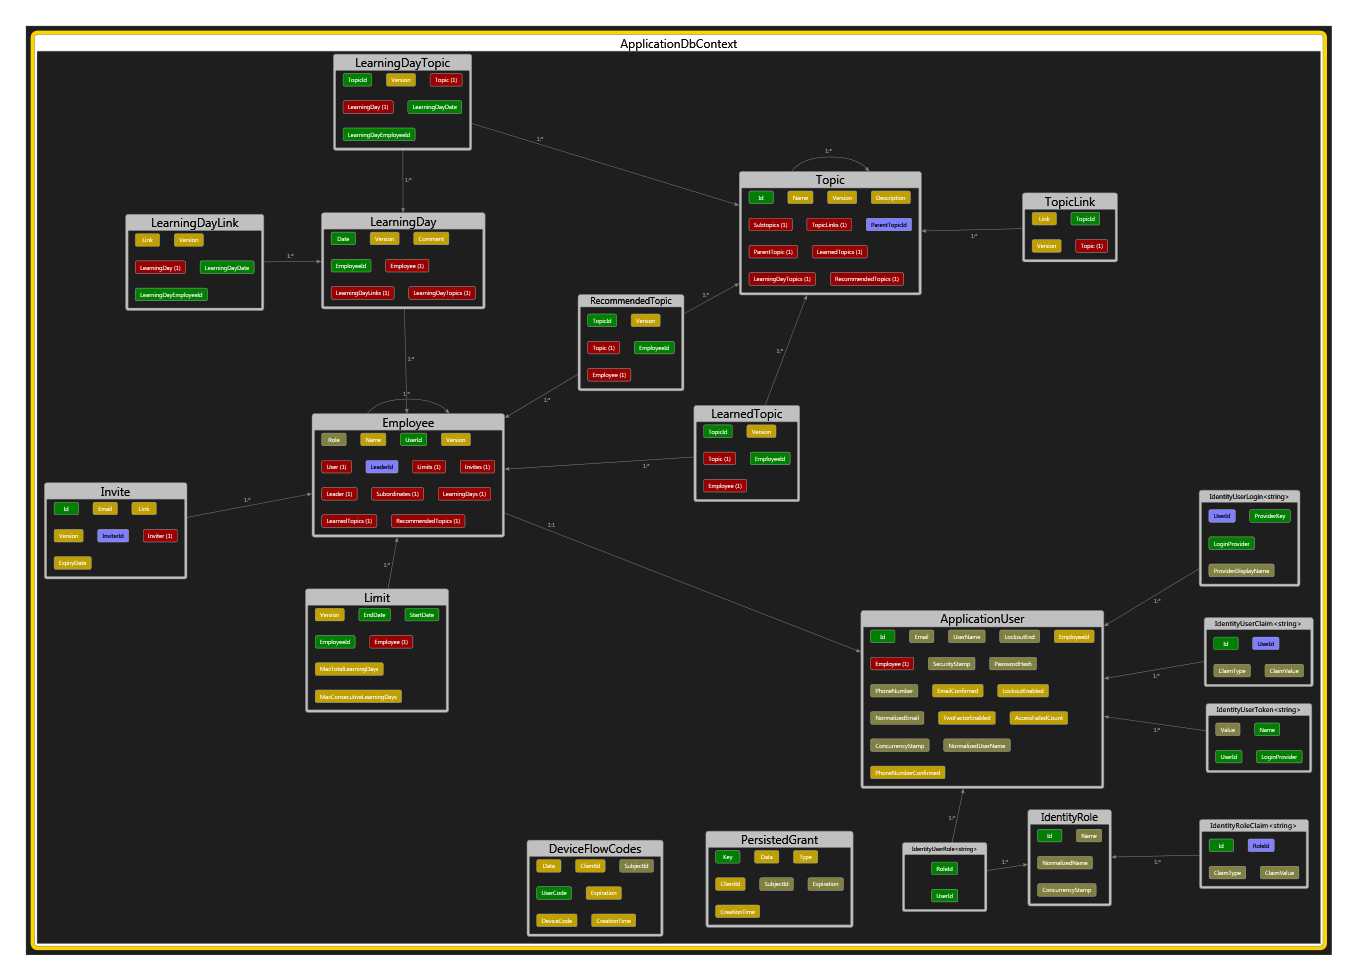 ApplicationDbContext
LearningDayTopic
TopicId Version Topic (1)
LearningDay (1) LearningDayDate
LearningDayEmployeeId
1:*
1:*
1:*
Topic
Id Name Version Description
Subtopics (1) TopicLinks (1) ParentTopicId
ParentTopic (1) LearnedTopics (1)
LearningDayTopics (1) RecommendedTopics (1)
TopicLink
Link TopicId
Version Topic (1)
1:*
LearningDayLink
Link Version
LearningDay (1) LearningDayDate
LearningDayEmployeeId
1:*
LearningDay
Date Version Comment
EmployeeId Employee (1)
LearningDayLinks (1) LearningDayTopics (1)
1:*
RecommendedTopic
TopicId Version
Topic (1) EmployeeId
Employee (1)
1:*
1:*
1:*
LearnedTopic
TopicId Version
Topic (1) EmployeeId
Employee (1)
1:*
1:*
Employee
Role Name UserId Version
User (1) LeaderId Limits (1) Invites (1)
Leader (1) Subordinates (1) LearningDays (1)
LearnedTopics (1) RecommendedTopics (1)
1:1
Invite
Id Email Link
Version InviterId Inviter (1)
ExpiryDate
1:*
1:*
Limit
Version EndDate StartDate
EmployeeId Employee (1)
MaxTotalLearningDays
MaxConsecutiveLearningDays
IdentityUserLogin<string>
UserId ProviderKey
LoginProvider
ProviderDisplayName
1:*
ApplicationUser
Id Email UserName LockoutEnd EmployeeId
Employee (1) SecurityStamp PasswordHash
PhoneNumber EmailConfirmed LockoutEnabled
NormalizedEmail TwoFactorEnabled AccessFailedCount
ConcurrencyStamp NormalizedUserName
PhoneNumberConfirmed
IdentityUserClaim<string>
Id UserId
ClaimType ClaimValue
1:*
IdentityUserToken<string>
Value Name
UserId LoginProvider
1:*
1:*
IdentityUserRole<string>
RoleId
UserId
1:*
IdentityRole
Id Name
NormalizedName
ConcurrencyStamp
1:*
IdentityRoleClaim<string>
Id RoleId
ClaimType ClaimValue
DeviceFlowCodes
Data ClientId SubjectId
UserCode Expiration
DeviceCode CreationTime
PersistedGrant
Key Data Type
ClientId SubjectId Expiration
CreationTime